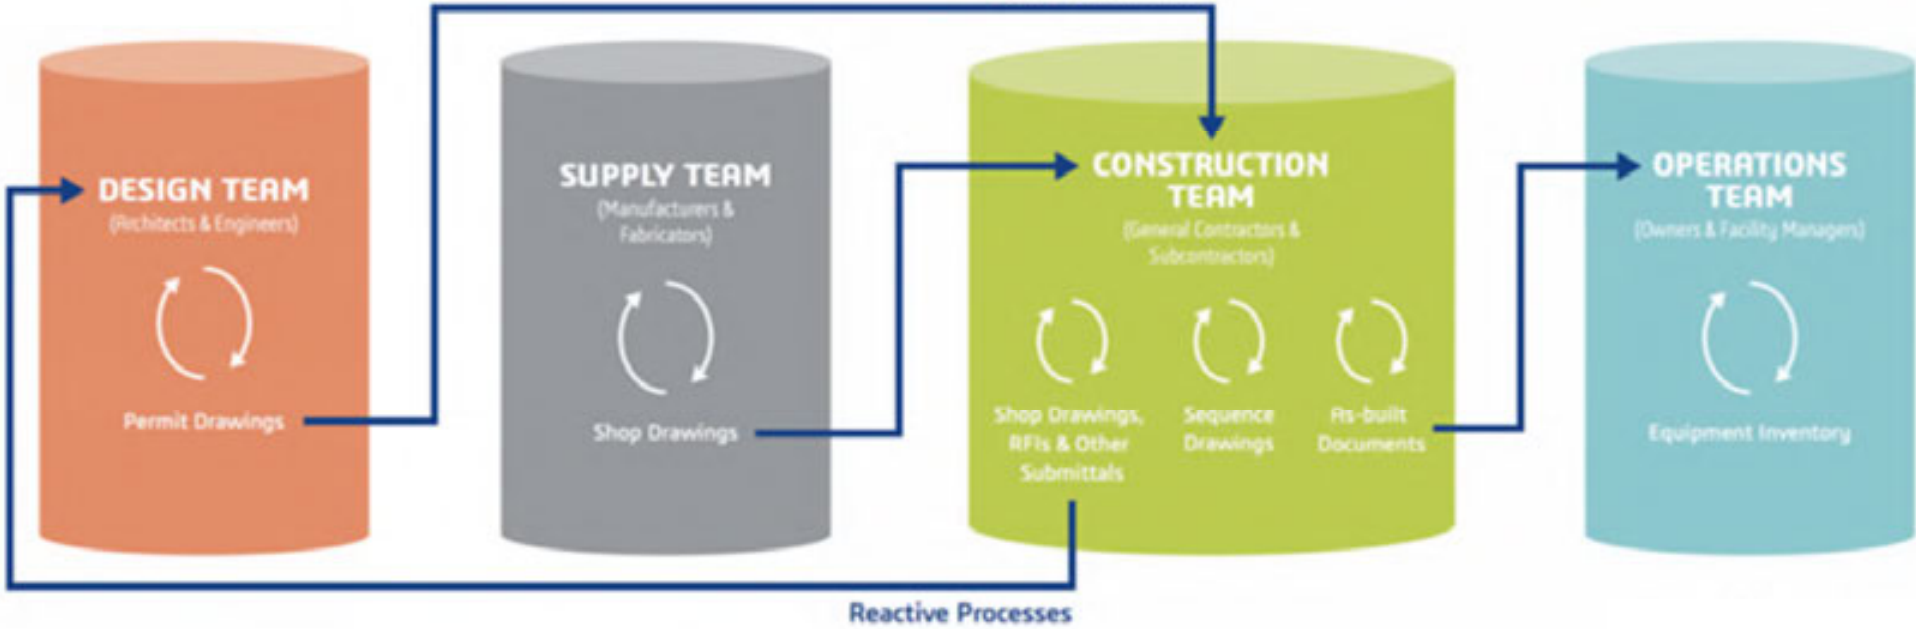 DESIGN TEAM
(Architects & Engineers)
Permit Drawings
SUPPLY TEAM
(Manufacturers &
Fabricators)
Shop Drawings
CONSTRUCTION
TEAM
(General Contractors &
Subcontractors)
Shop Drawings,
RFIs & Other
Submittals
Sequence
Drawings
As-built
Documents
OPERATIONS
TEAM
(Owners & Facility Managers)
Equipment Inventory
Reactive Processes